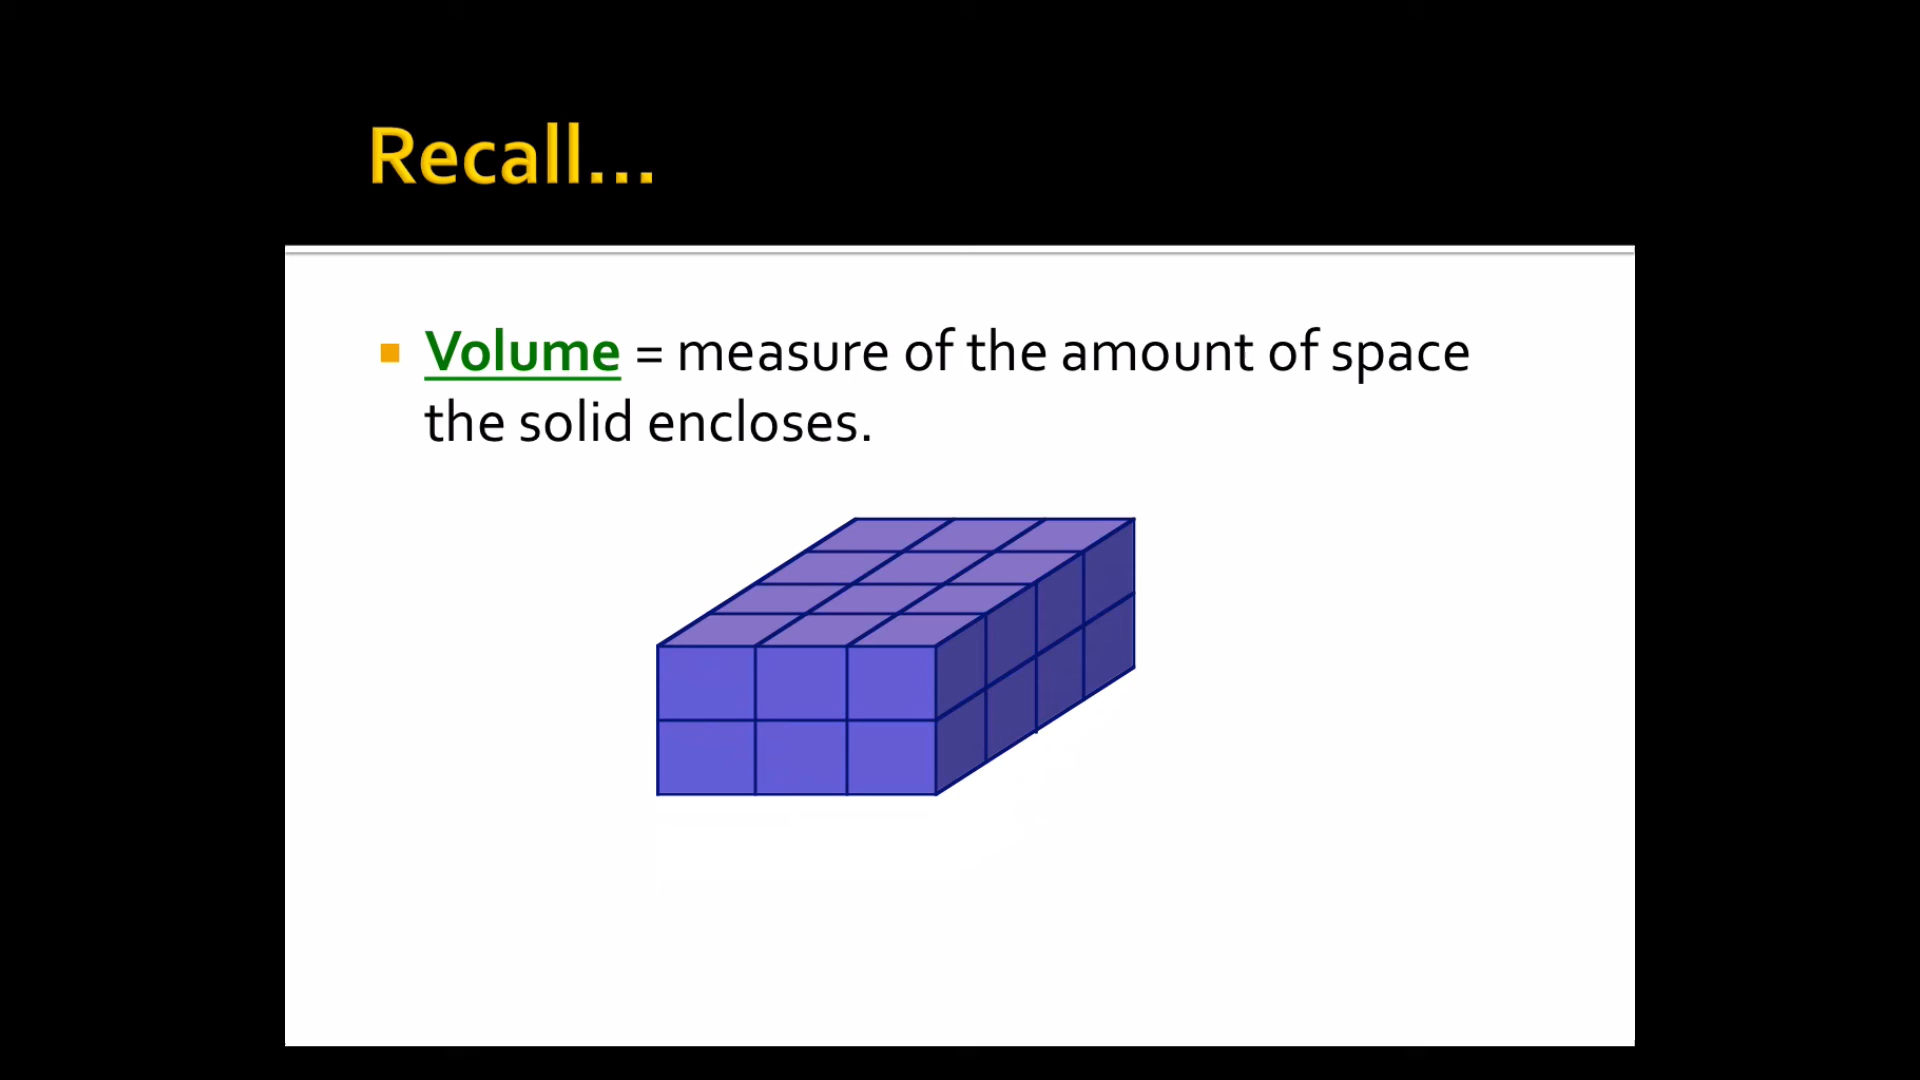 Recall...
Volume = measure of the amount of space
the solid encloses.